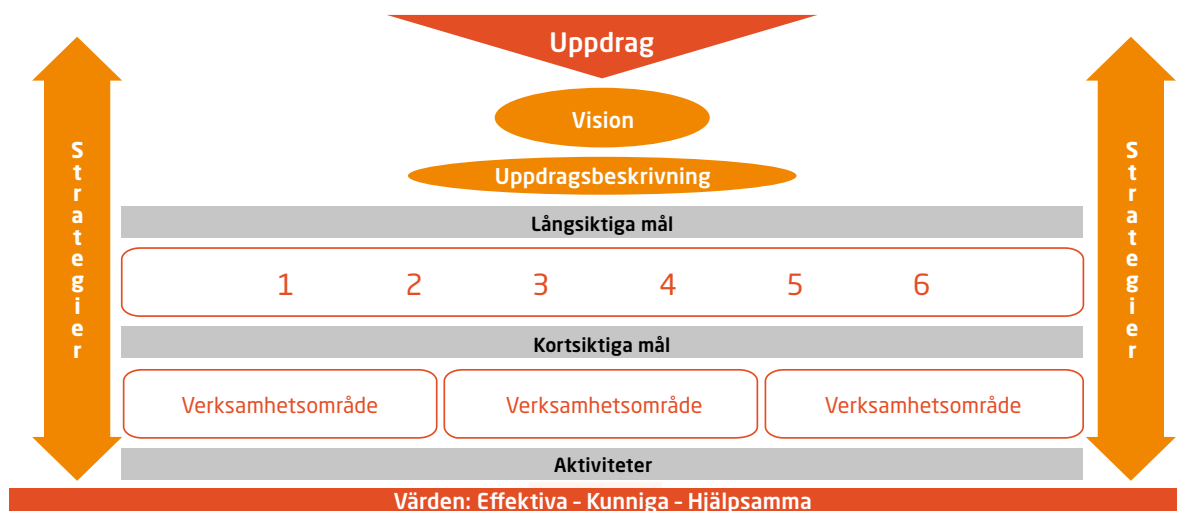 Uppdrag
Vision
Uppdragsbeskrivning
Strategier
Långsiktiga mål
1 2 3 4 5 6
Kortsiktiga mål
Verksamhetsområde Verksamhetsområde Verksamhetsområde
Aktiviteter
Strategier
Värden: Effektiva – Kunniga – Hjälpsamma